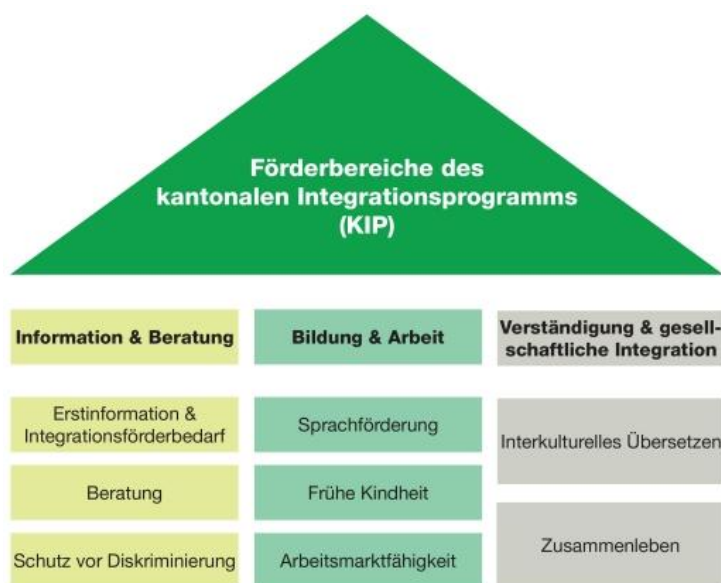 Förderbereiche des
kantonalen Integrationsprogramms
(KIP)
Information & Beratung
Bildung & Arbeit
Verständigung & gesell-
schaftliche Integration
Erstinformation &
Integrationsförderbedarf
Beratung
Schutz vor Diskriminierung
Sprachförderung
Frühe Kindheit
Arbeitsmarktfähigkeit
Interkulturelles Übersetzen
Zusammenleben